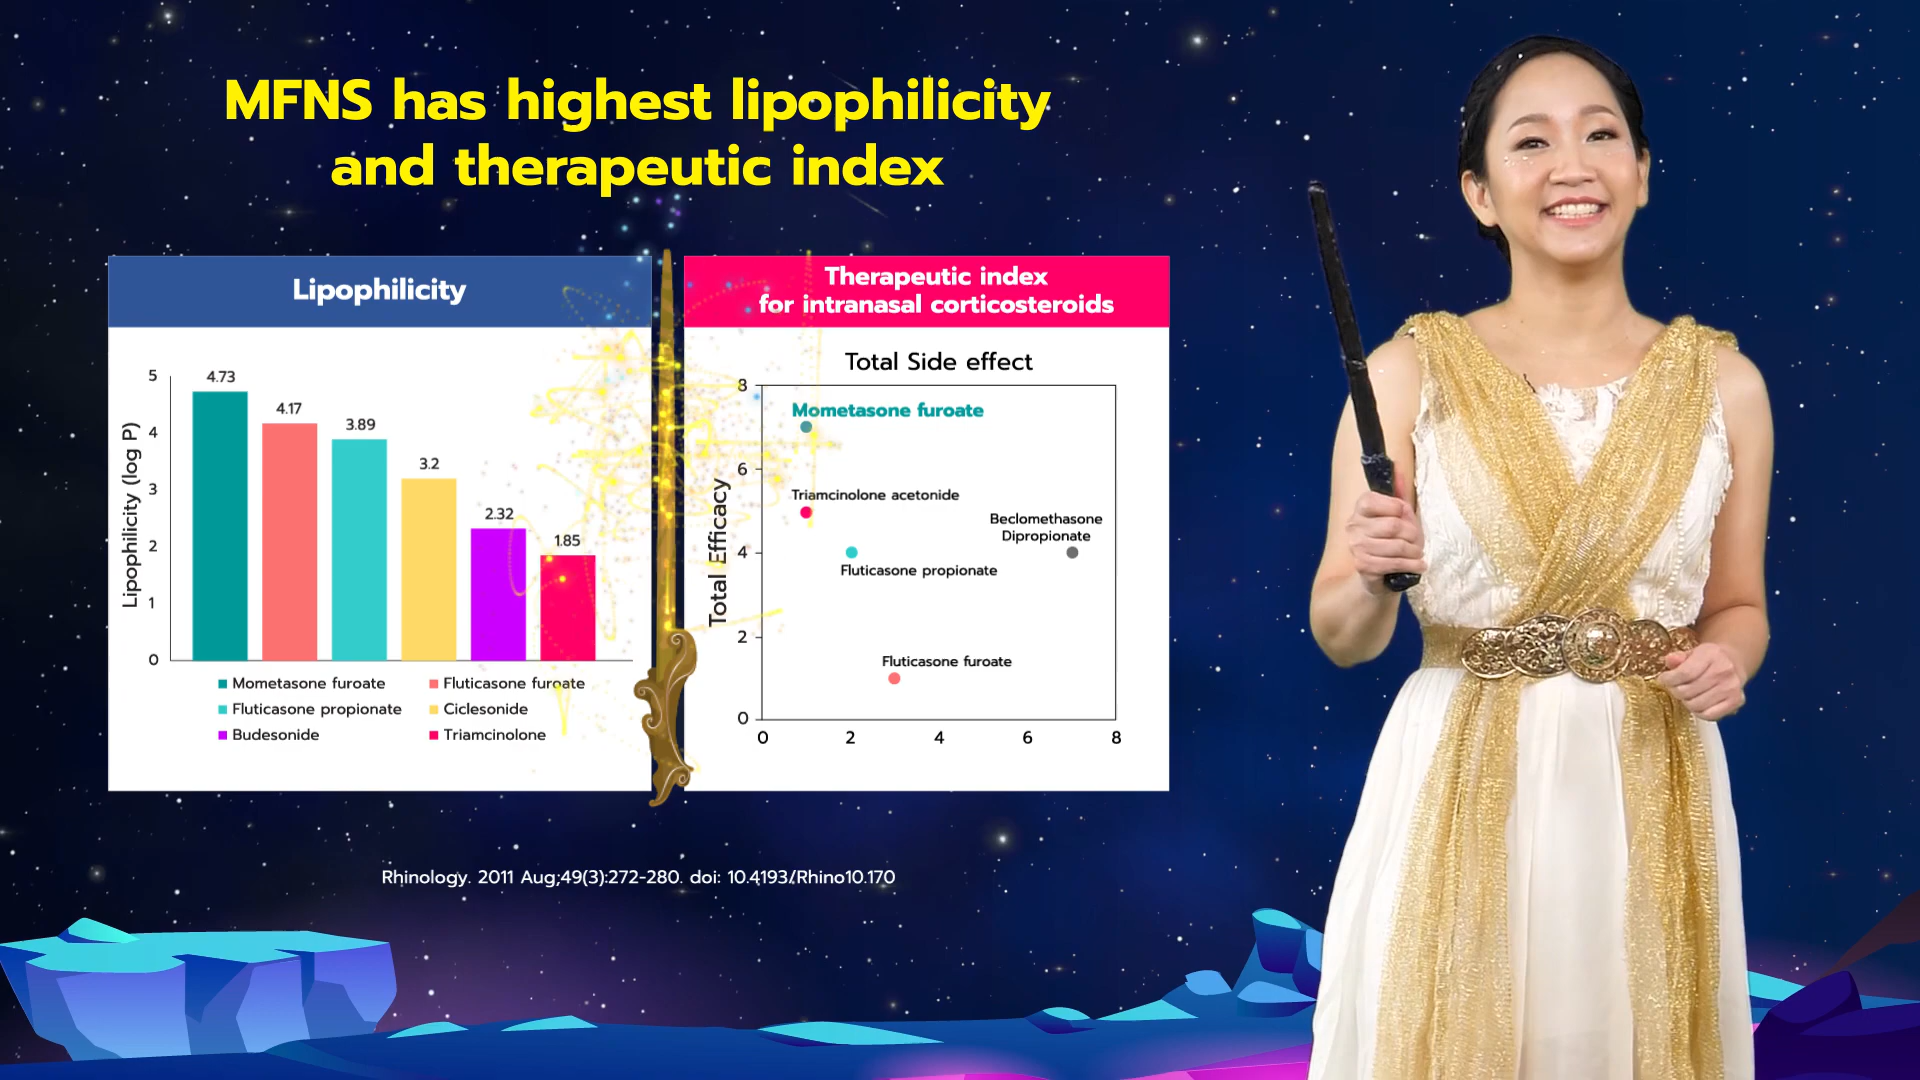 MFNS has highest lipophilicity
and therapeutic index
Lipophilicity
Lipophilicity (log P)
5
4
3
2
1
0
4.73
4.17
3.89
3.2
2.32
1.85
Mometasone furoate
Fluticasone furoate
Fluticasone propionate
Ciclesonide
Budesonide
Triamcinolone
Therapeutic index
for intranasal corticosteroids
Total Side effect
Total Efficacy
8
6
4
2
0
Mometasone furoate
Triamcinolone acetonide
Beclomethasone
Dipropionate
Fluticasone propionate
Fluticasone furoate
0 2 4 6 8
Rhinology. 2011 Aug;49(3):272-280. doi: 10.4193/Rhino10.170